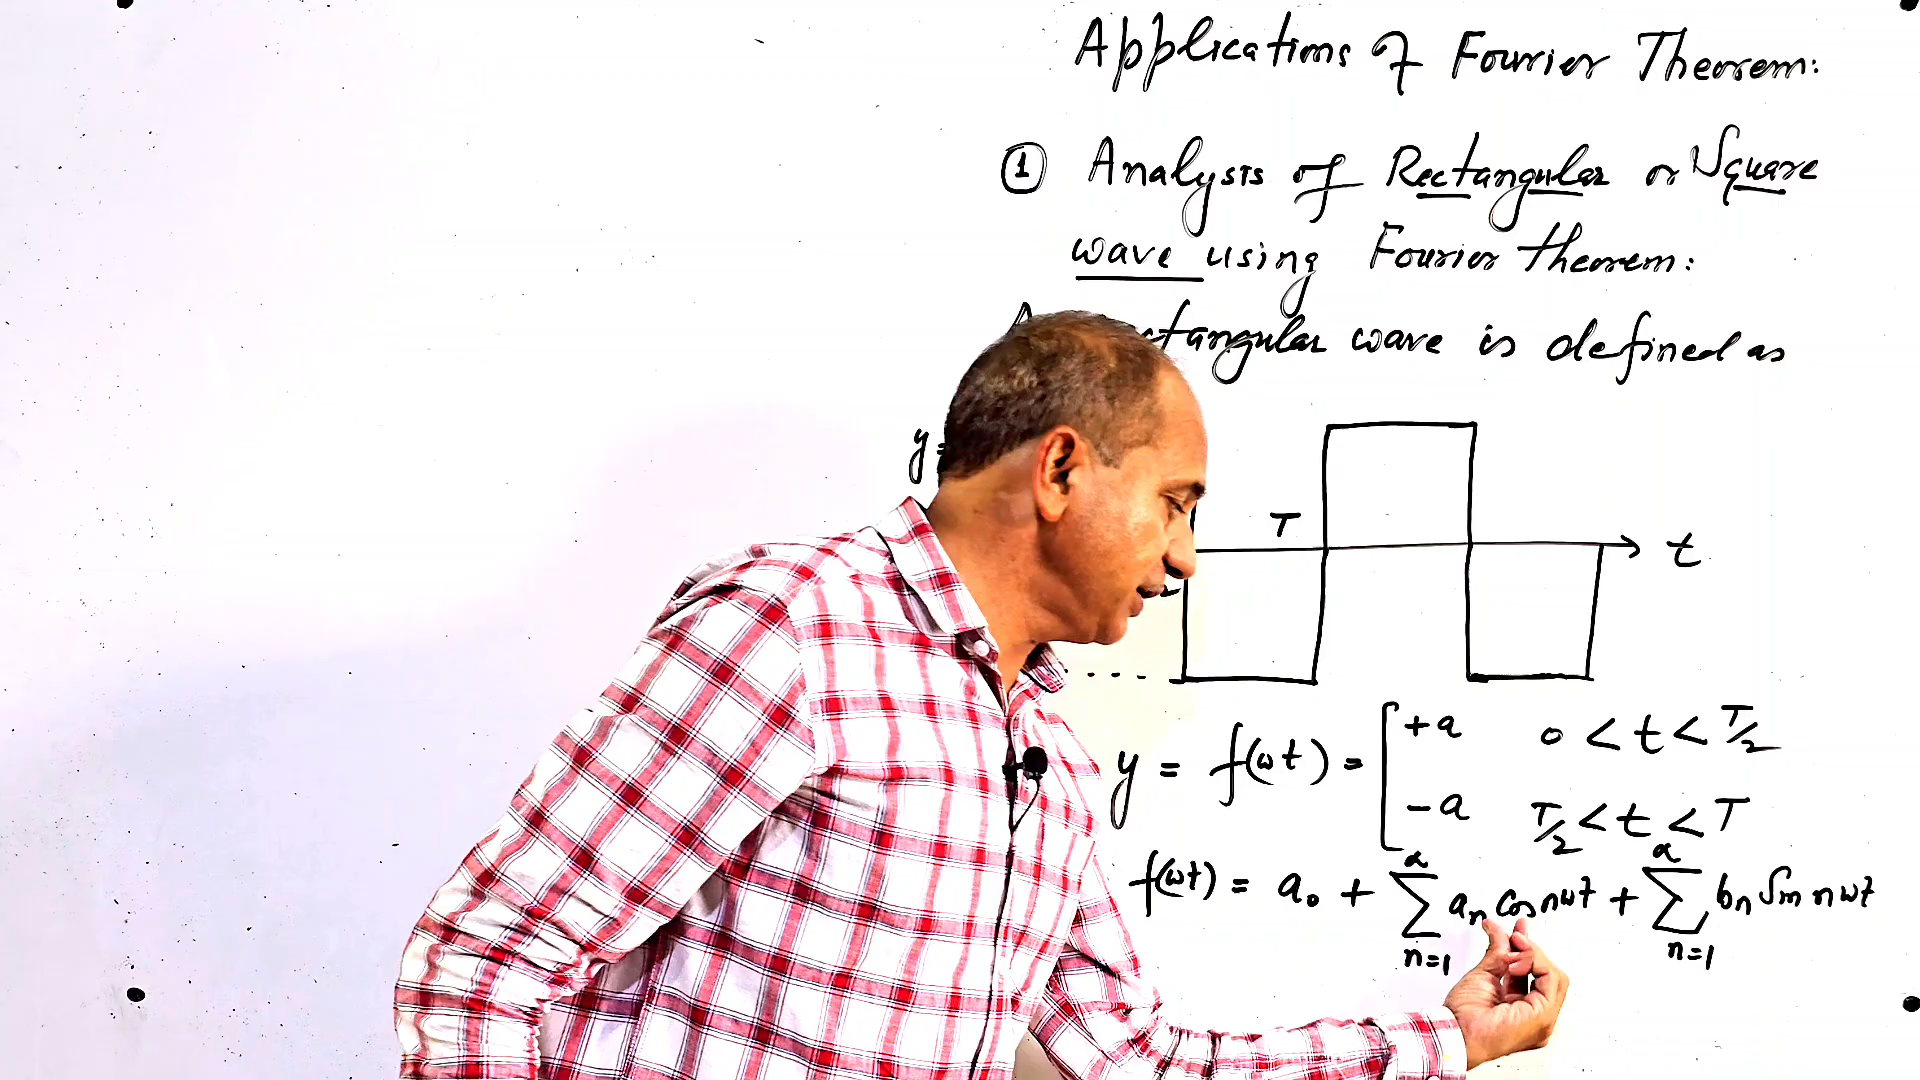 Applications of Fourier Theorem:
① Analysis of Rectangular or Square
wave using Fourier theorem:
ctangular wave is defined as
y =
T
t
y = f(ωt) = [ +a 0 < t < T/2
-a T/2 < t < T
f(ωt) = a₀ + ∑ₙ₌₁^α aₙ cos nωt + ∑ₙ₌₁^α bₙ Sin nωt